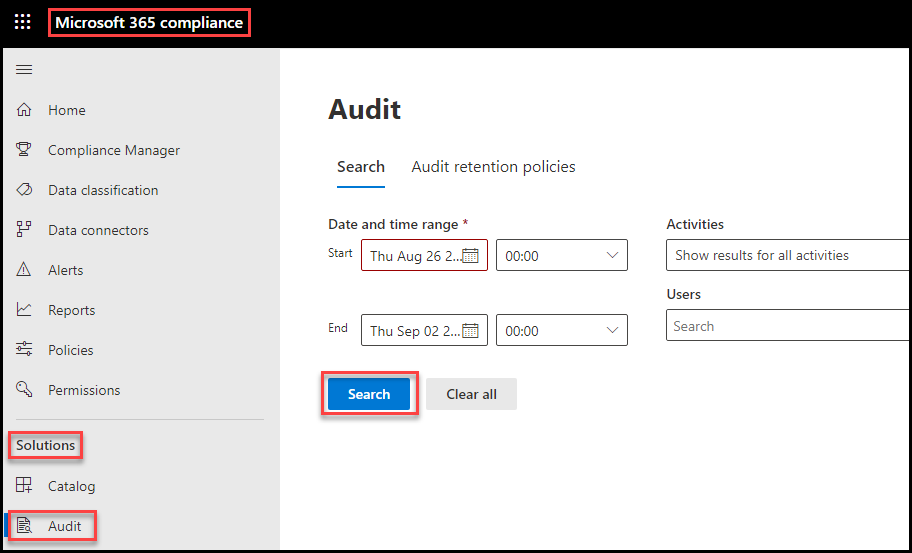 Microsoft 365 compliance
Home
Compliance Manager
Data classification
Data connectors
Alerts
Reports
Policies
Permissions
Solutions
Catalog
Audit
Audit
Search Audit retention policies
Date and time range * Activities
Start Thu Aug 26 2... 00:00 Show results for all activities
Users
End Thu Sep 02 2... 00:00 Search
Search Clear all